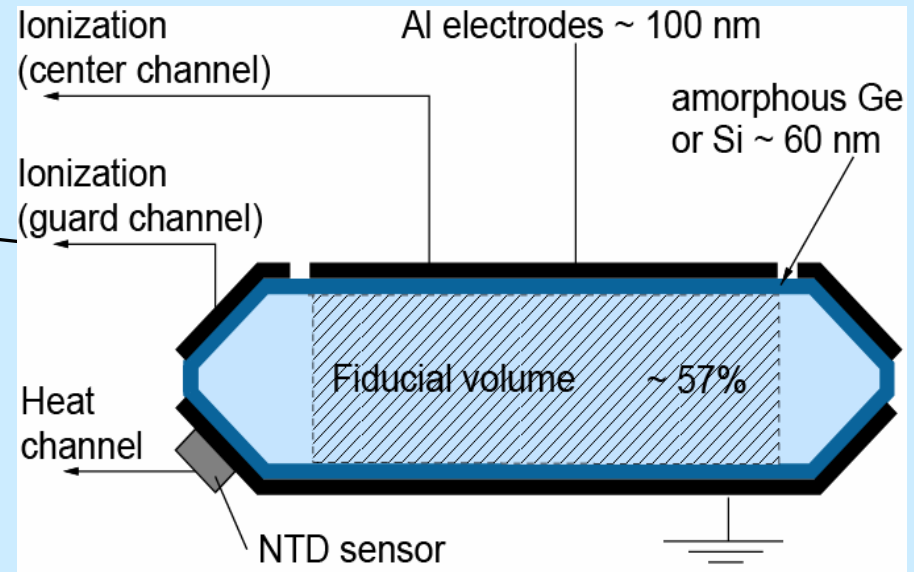 Ionization
(center channel)
Al electrodes ~ 100 nm
amorphous Ge
or Si ~ 60 nm
Ionization
(guard channel)
Fiducial volume ~ 57%
Heat
channel
NTD sensor